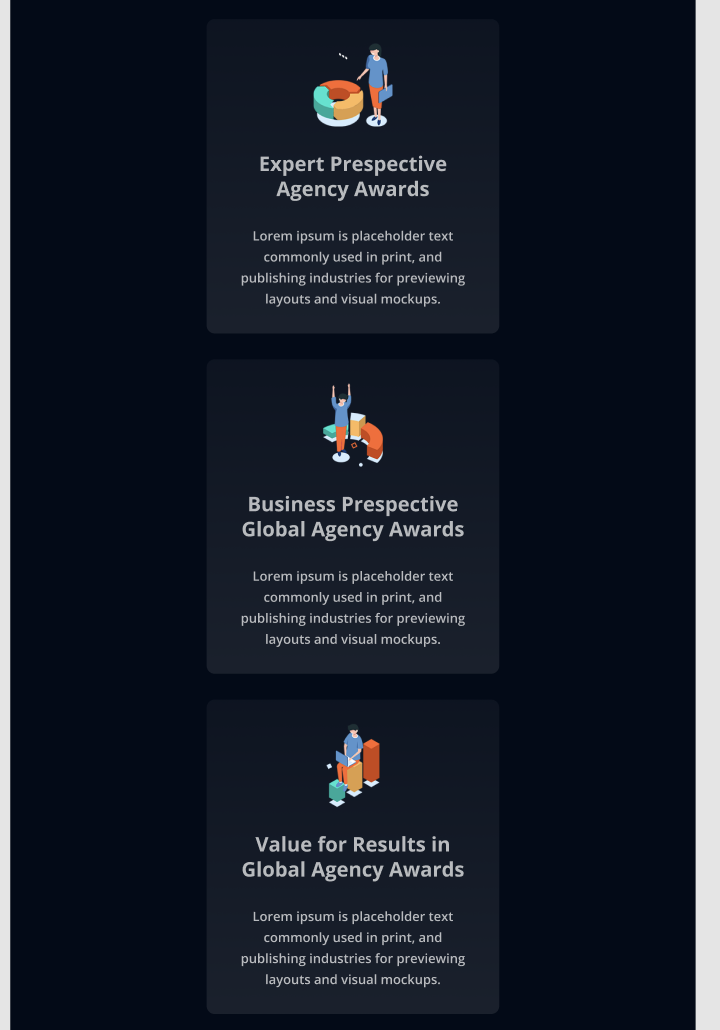 Expert Prespective
Agency Awards
Lorem ipsum is placeholder text
commonly used in print, and
publishing industries for previewing
layouts and visual mockups.
Business Prespective
Global Agency Awards
Lorem ipsum is placeholder text
commonly used in print, and
publishing industries for previewing
layouts and visual mockups.
Value for Results in
Global Agency Awards
Lorem ipsum is placeholder text
commonly used in print, and
publishing industries for previewing
layouts and visual mockups.